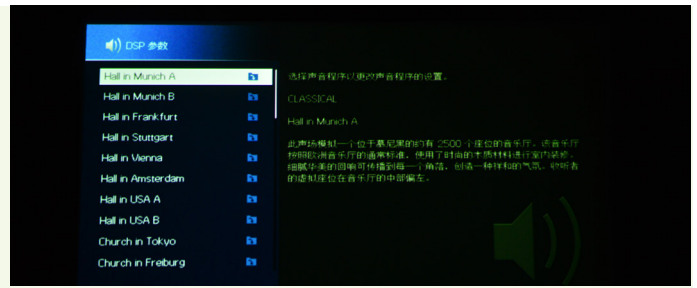 DSP 参数
Hall in Munich A
Hall in Munich B
Hall in Frankfurt
Hall in Stuttgart
Hall in Vienna
Hall in Amsterdam
Hall in USA A
Hall in USA B
Church in Tokyo
Church in Freiburg
选择声音程序以更改声音程序的设置。
CLASSICAL
Hall in Munich A
此声场模拟一个位于慕尼黑的约有 2500 个座位的音乐厅，该音乐厅
按照欧洲音乐厅的通常标准，使用了时尚的木质材料进行室内装修。
细腻华美的回响可传播到每一个角落，创造一种祥和的气氛。收听者
的虚拟座位在音乐厅的中部偏左。